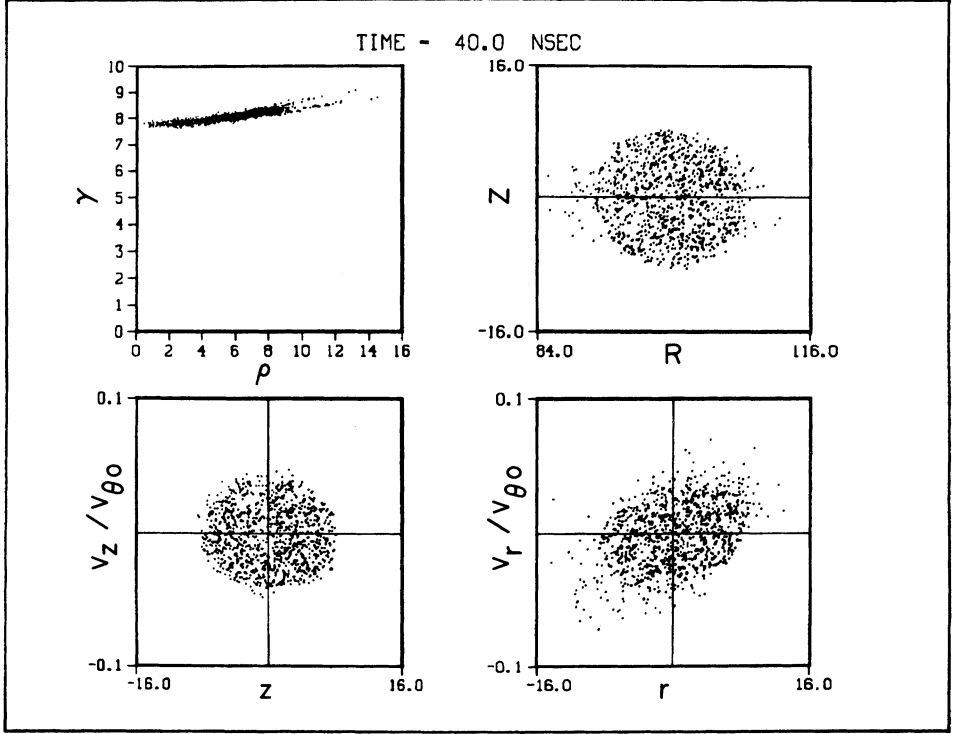 TIME - 40.0 NSEC
10
9
8
7
6
5
4
3
2
1
0
γ
0 2 4 6 8 10 12 14 16
ρ
16.0
Z
-16.0
84.0 R 116.0
0.1
v_z / v_θ0
-0.1
-16.0 z 16.0
0.1
v_r / v_θ0
-0.1
-16.0 r 16.0